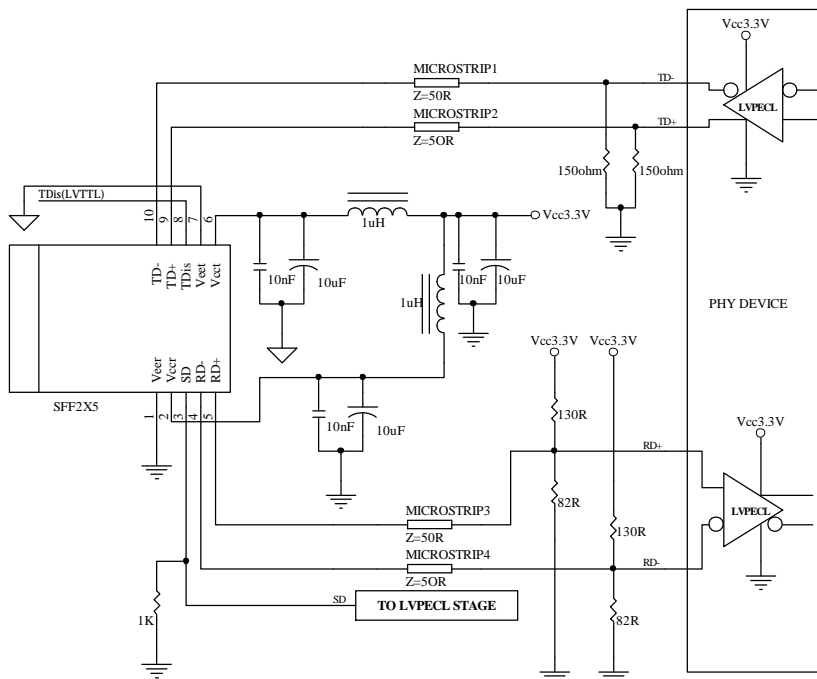 Vcc3.3V
MICROSTRIP1
TD-
Z=50R
LVPECL
MICROSTRIP2
TD+
Z=5OR
150ohm
150ohm
TDis(LVTTL)
10
9
8
7
6
Vcc3.3V
1uH
TD-
TD+
TDis
Veet
Vcct
10nF
10uF
10nF
10uF
1uH
PHY DEVICE
Veer
Vccr
SD
RD-
RD+
Vcc3.3V
Vcc3.3V
SFF2X5
1
2
3
4
5
10nF
10uF
130R
Vcc3.3V
RD+
82R
LVPECL
MICROSTRIP3
Z=50R
130R
MICROSTRIP4
RD-
Z=5OR
1K
SD
TO LVPECL STAGE
82R